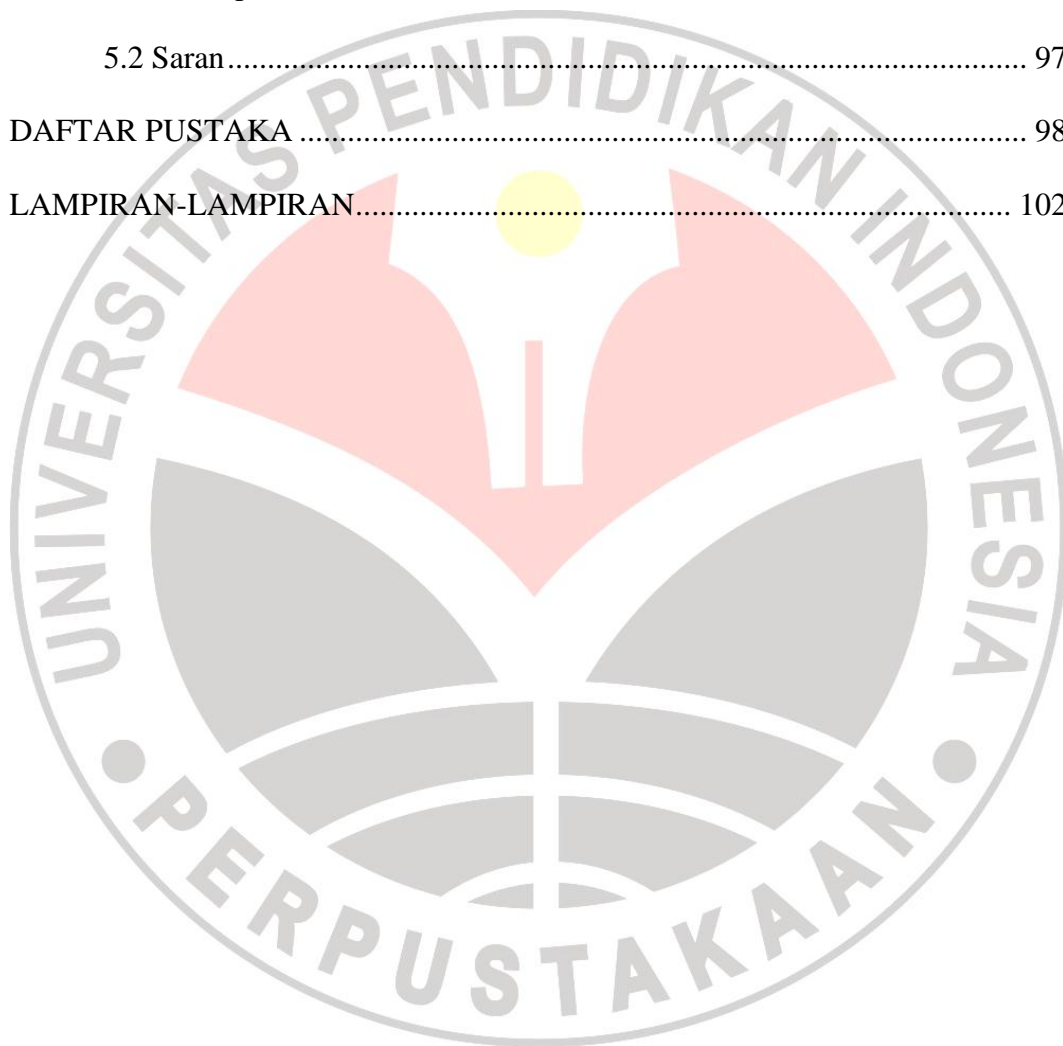 5.2 Saran........................................................................................................ 97
DAFTAR PUSTAKA ............................................................................................. 98
LAMPIRAN-LAMPIRAN..................................................................................... 102
UNIVERSITAS PENDIDIKAN INDONESIA
PERPUSTAKAAN